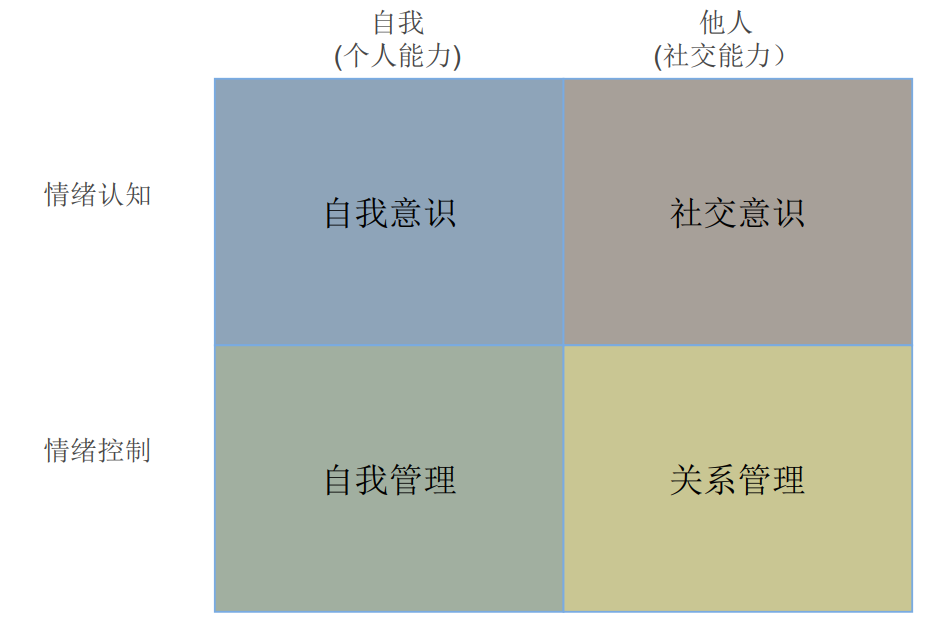 自我
(个人能力)
他人
(社交能力）
情绪认知
自我意识
社交意识
情绪控制
自我管理
关系管理